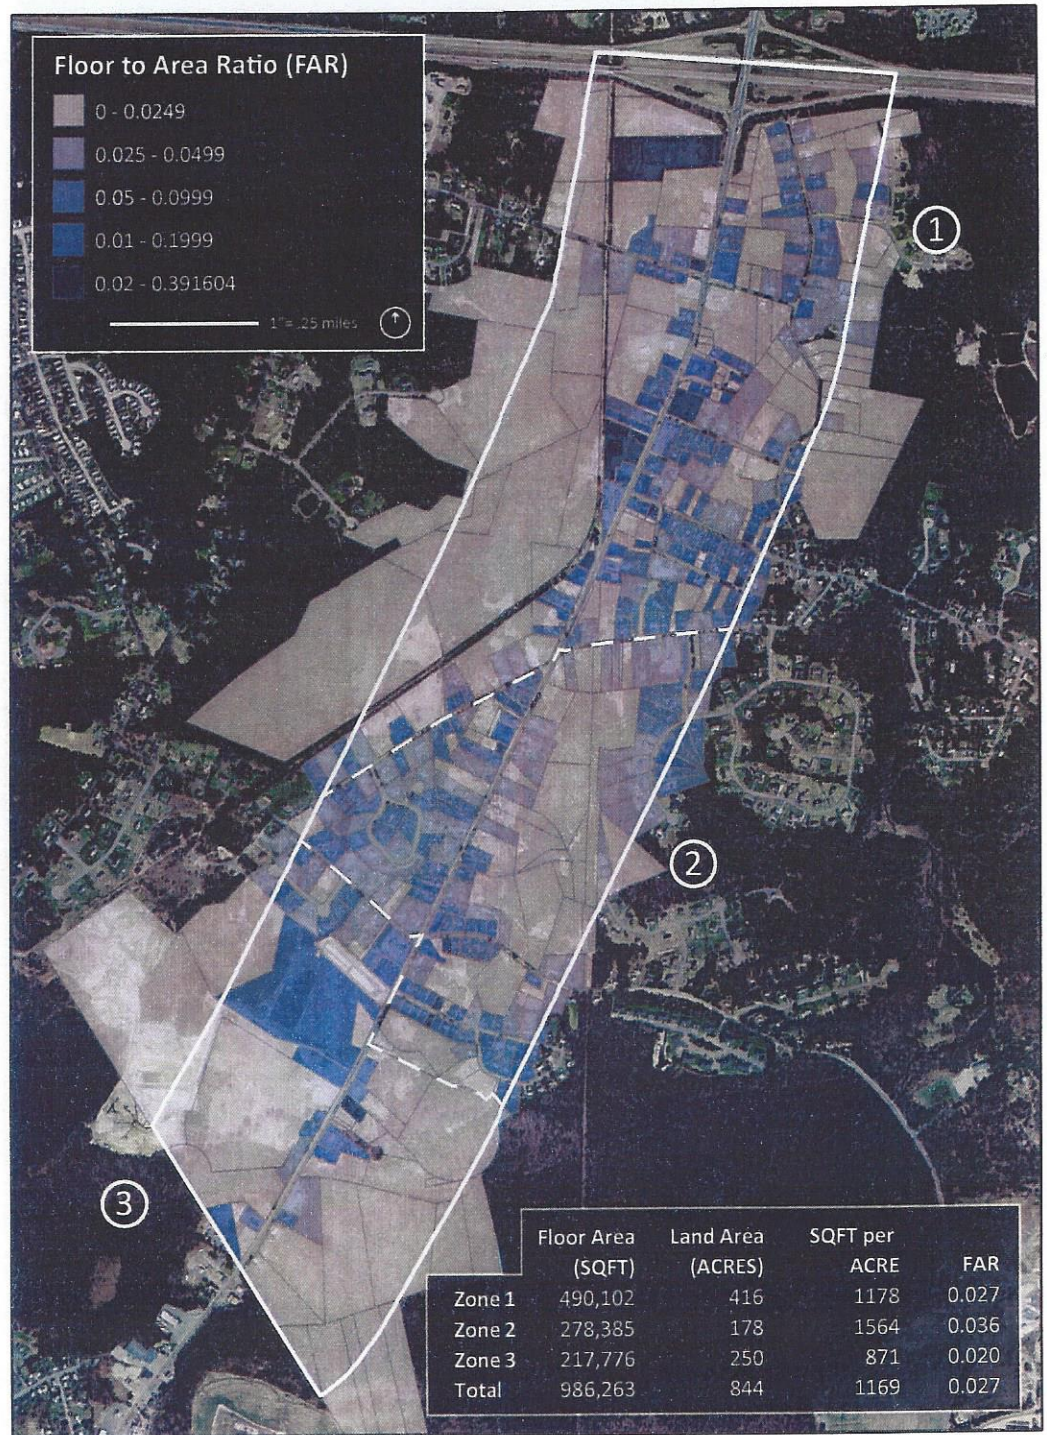 Floor to Area Ratio (FAR)
0 - 0.0249
0.025 - 0.0499
0.05 - 0.0999
0.01 - 0.1999
0.02 - 0.391604
1"= .25 miles
1
2
3
Floor Area Land Area SQFT per
(SQFT) (ACRES) ACRE FAR
Zone 1 490,102 416 1178 0.027
Zone 2 278,385 178 1564 0.036
Zone 3 217,776 250 871 0.020
Total 986,263 844 1169 0.027